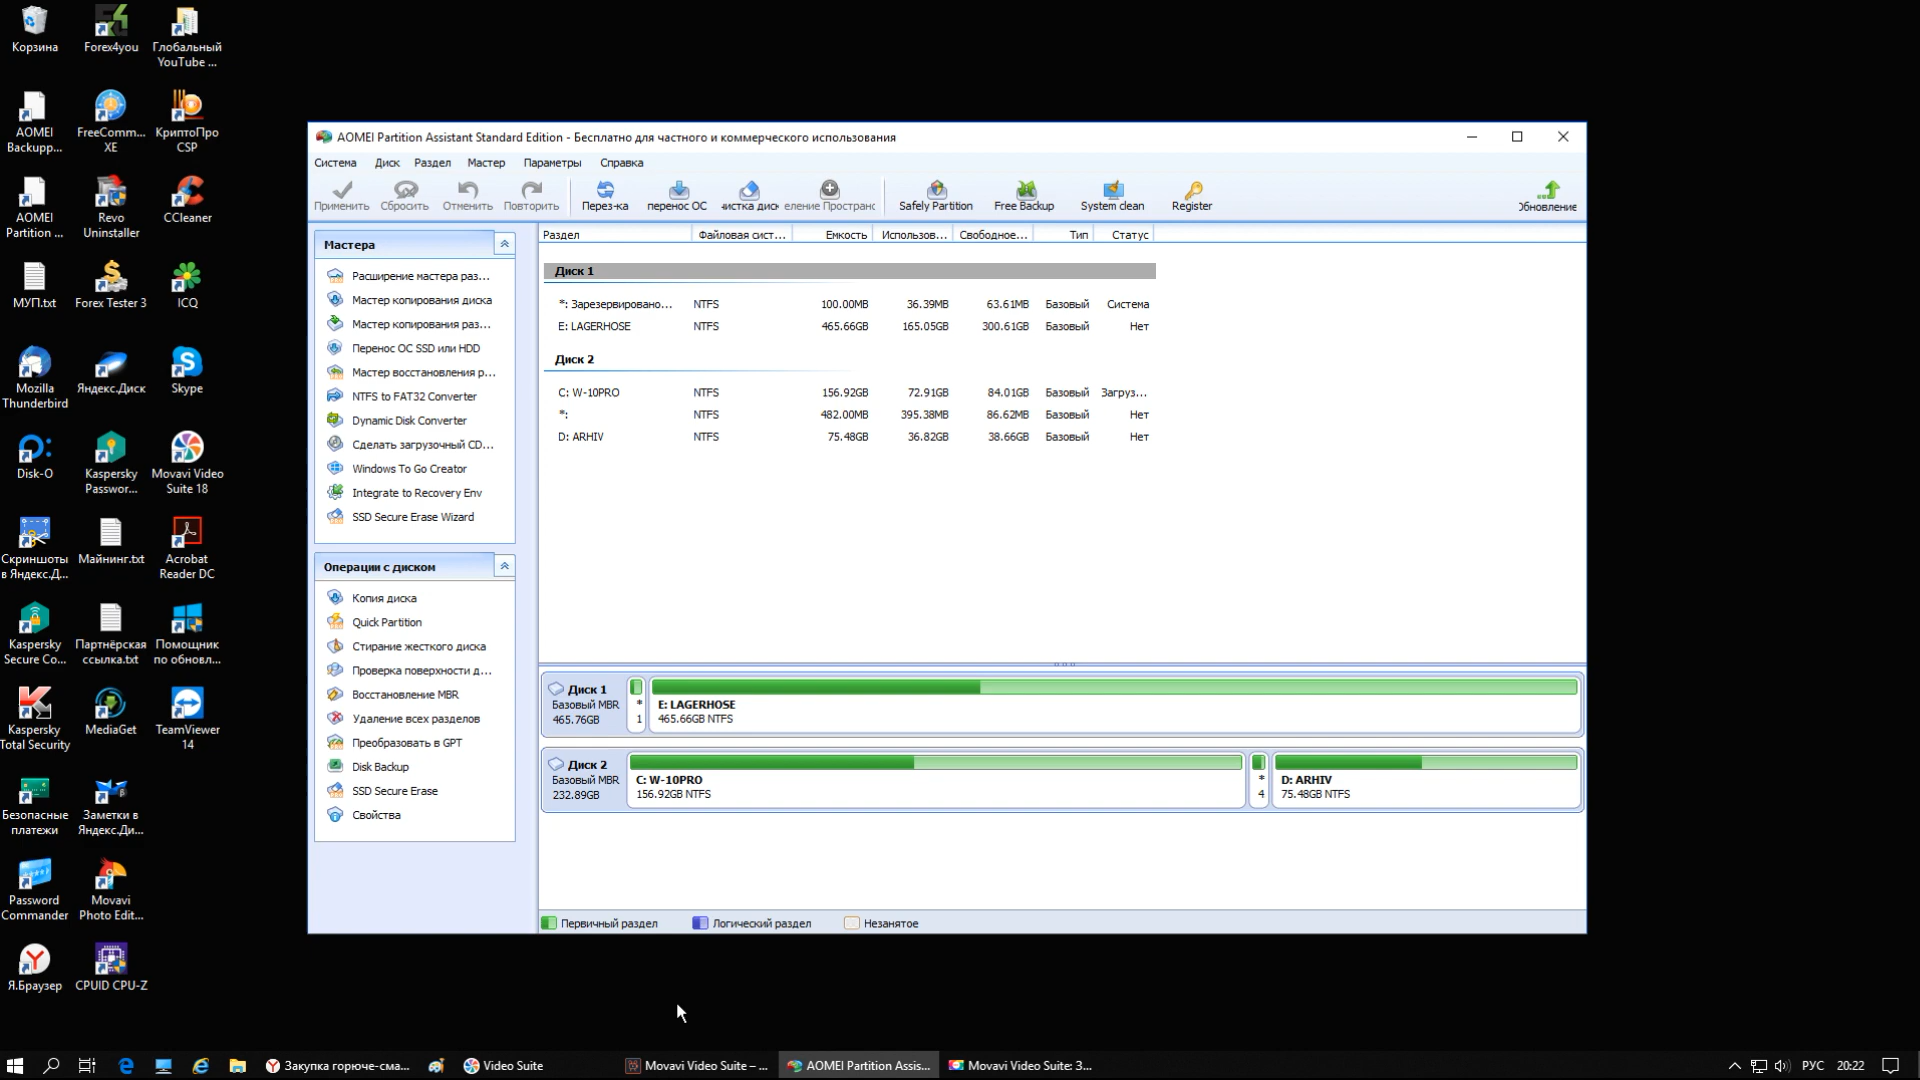 Корзина
Forex4you
Глобальный
YouTube ...
AOMEI
Backupp...
FreeComm...
XE
КриптоПро
CSP
AOMEI
Partition ...
Revo
Uninstaller
CCleaner
МУП.txt
Forex Tester 3
ICQ
Mozilla
Thunderbird
Яндекс.Диск
Skype
Disk-O
Kaspersky
Passwor...
Movavi Video
Suite 18
Скриншоты
в Яндекс.Д...
Майнинг.txt
Acrobat
Reader DC
Kaspersky
Secure Co...
Партнёрская
ссылка.txt
Помощник
по обновл...
Kaspersky
Total Security
MediaGet
TeamViewer
14
Безопасные
платежи
Заметки в
Яндекс.Ди...
Password
Commander
Movavi
Photo Edit...
Я.Браузер
CPUID CPU-Z
AOMEI Partition Assistant Standard Edition - Бесплатно для частного и коммерческого использования
Система Диск Раздел Мастер Параметры Справка
Применить Сбросить Отменить Повторить Перез-ка перенос ОС истка диск еление Пространс Safely Partition Free Backup System clean Register Обновление
Мастера
Расширение мастера раз...
Мастер копирования диска
Мастер копирования раз...
Перенос ОС SSD или HDD
Мастер восстановления р...
NTFS to FAT32 Converter
Dynamic Disk Converter
Сделать загрузочный CD...
Windows To Go Creator
Integrate to Recovery Env
SSD Secure Erase Wizard
Операции с диском
Копия диска
Quick Partition
Стирание жесткого диска
Проверка поверхности д...
Восстановление MBR
Удаление всех разделов
Преобразовать в GPT
Disk Backup
SSD Secure Erase
Свойства
Раздел Файловая сист... Емкость Использов... Свободное... Тип Статус
Диск 1
*: Зарезервировано... NTFS 100.00MB 36.39MB 63.61MB Базовый Система
E: LAGERHOSE NTFS 465.66GB 165.05GB 300.61GB Базовый Нет
Диск 2
C: W-10PRO NTFS 156.92GB 72.91GB 84.01GB Базовый Загруз...
*: NTFS 482.00MB 395.38MB 86.62MB Базовый Нет
D: ARHIV NTFS 75.48GB 36.82GB 38.66GB Базовый Нет
Диск 1
Базовый MBR
465.76GB
*
1
E: LAGERHOSE
465.66GB NTFS
Диск 2
Базовый MBR
232.89GB
C: W-10PRO
156.92GB NTFS
*
4
D: ARHIV
75.48GB NTFS
Первичный раздел Логический раздел Незанятое
Закупка горюче-сма... Video Suite Movavi Video Suite – ... AOMEI Partition Assis... Movavi Video Suite: З... РУС 20:22